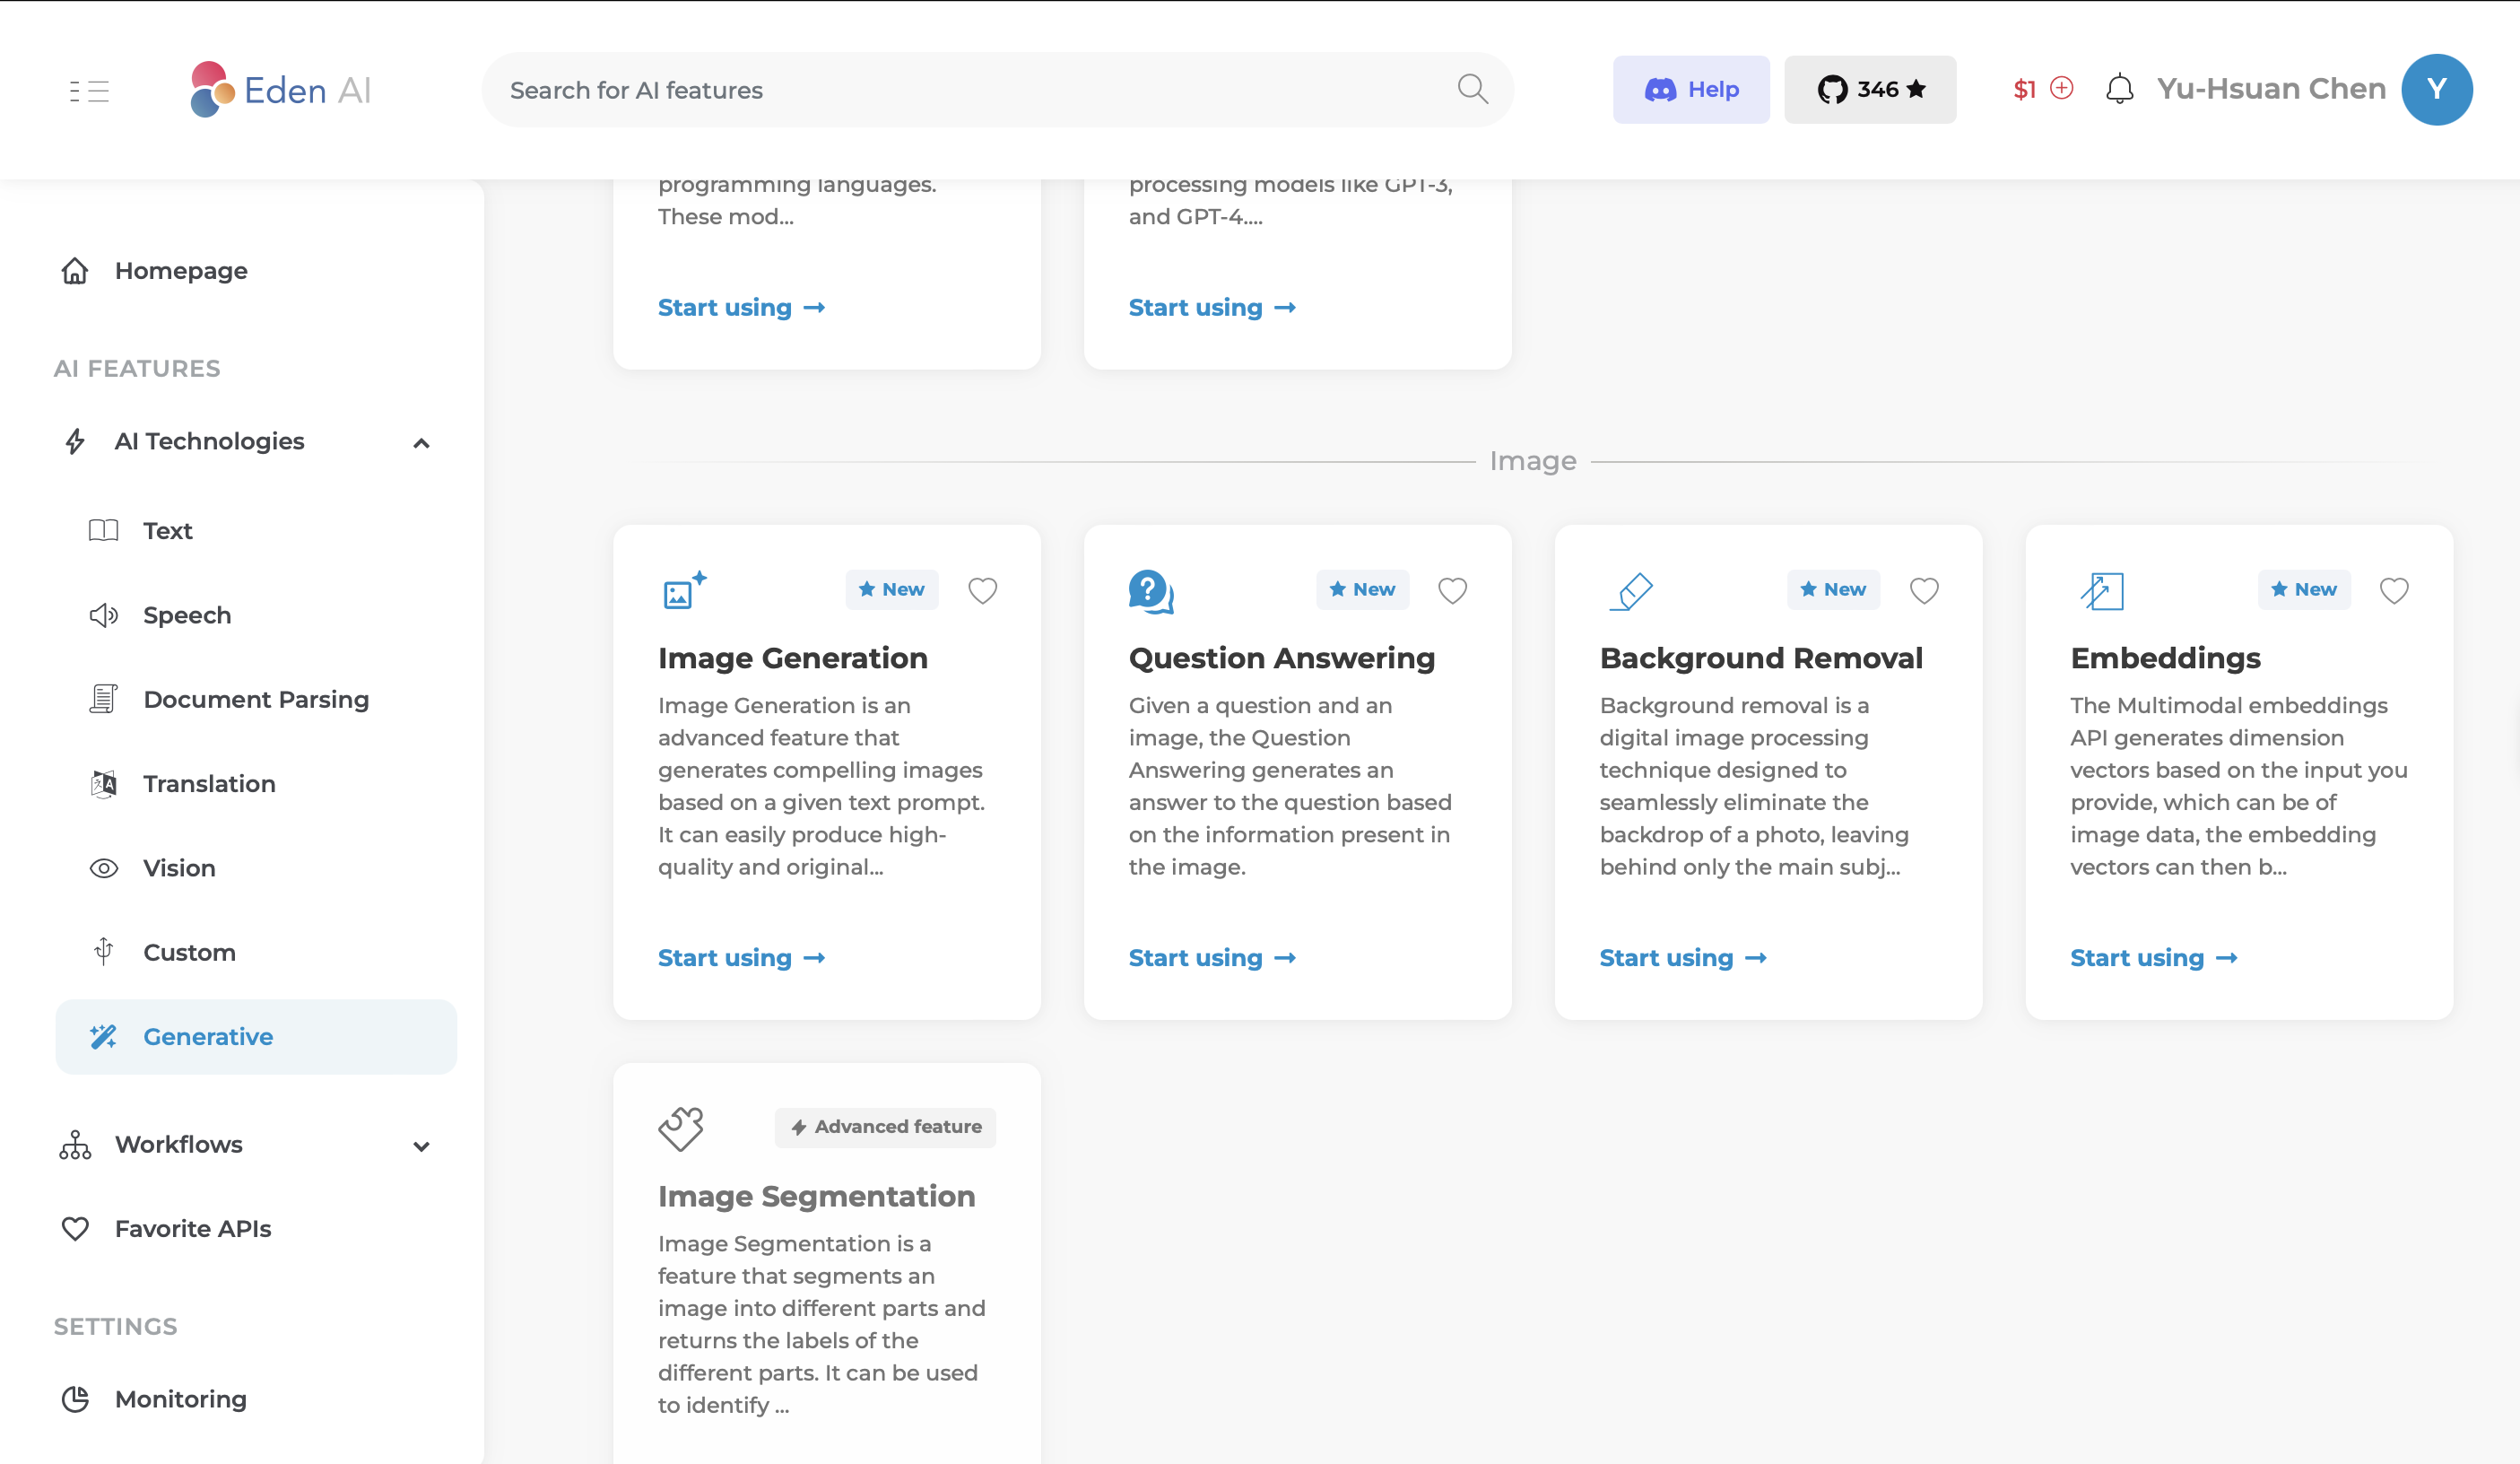 Eden AI
Search for AI features
Help
346
$1
Yu-Hsuan Chen
Y
Homepage
AI FEATURES
AI Technologies
Text
Speech
Document Parsing
Translation
Vision
Custom
Generative
Workflows
Favorite APIs
SETTINGS
Monitoring
programming languages.
These mod...
Start using →
processing models like GPT-3,
and GPT-4....
Start using →
Image
New
Image Generation
Image Generation is an
advanced feature that
generates compelling images
based on a given text prompt.
It can easily produce high-
quality and original...
Start using →
New
Question Answering
Given a question and an
image, the Question
Answering generates an
answer to the question based
on the information present in
the image.
Start using →
New
Background Removal
Background removal is a
digital image processing
technique designed to
seamlessly eliminate the
backdrop of a photo, leaving
behind only the main subj...
Start using →
New
Embeddings
The Multimodal embeddings
API generates dimension
vectors based on the input you
provide, which can be of
image data, the embedding
vectors can then b...
Start using →
Advanced feature
Image Segmentation
Image Segmentation is a
feature that segments an
image into different parts and
returns the labels of the
different parts. It can be used
to identify ...